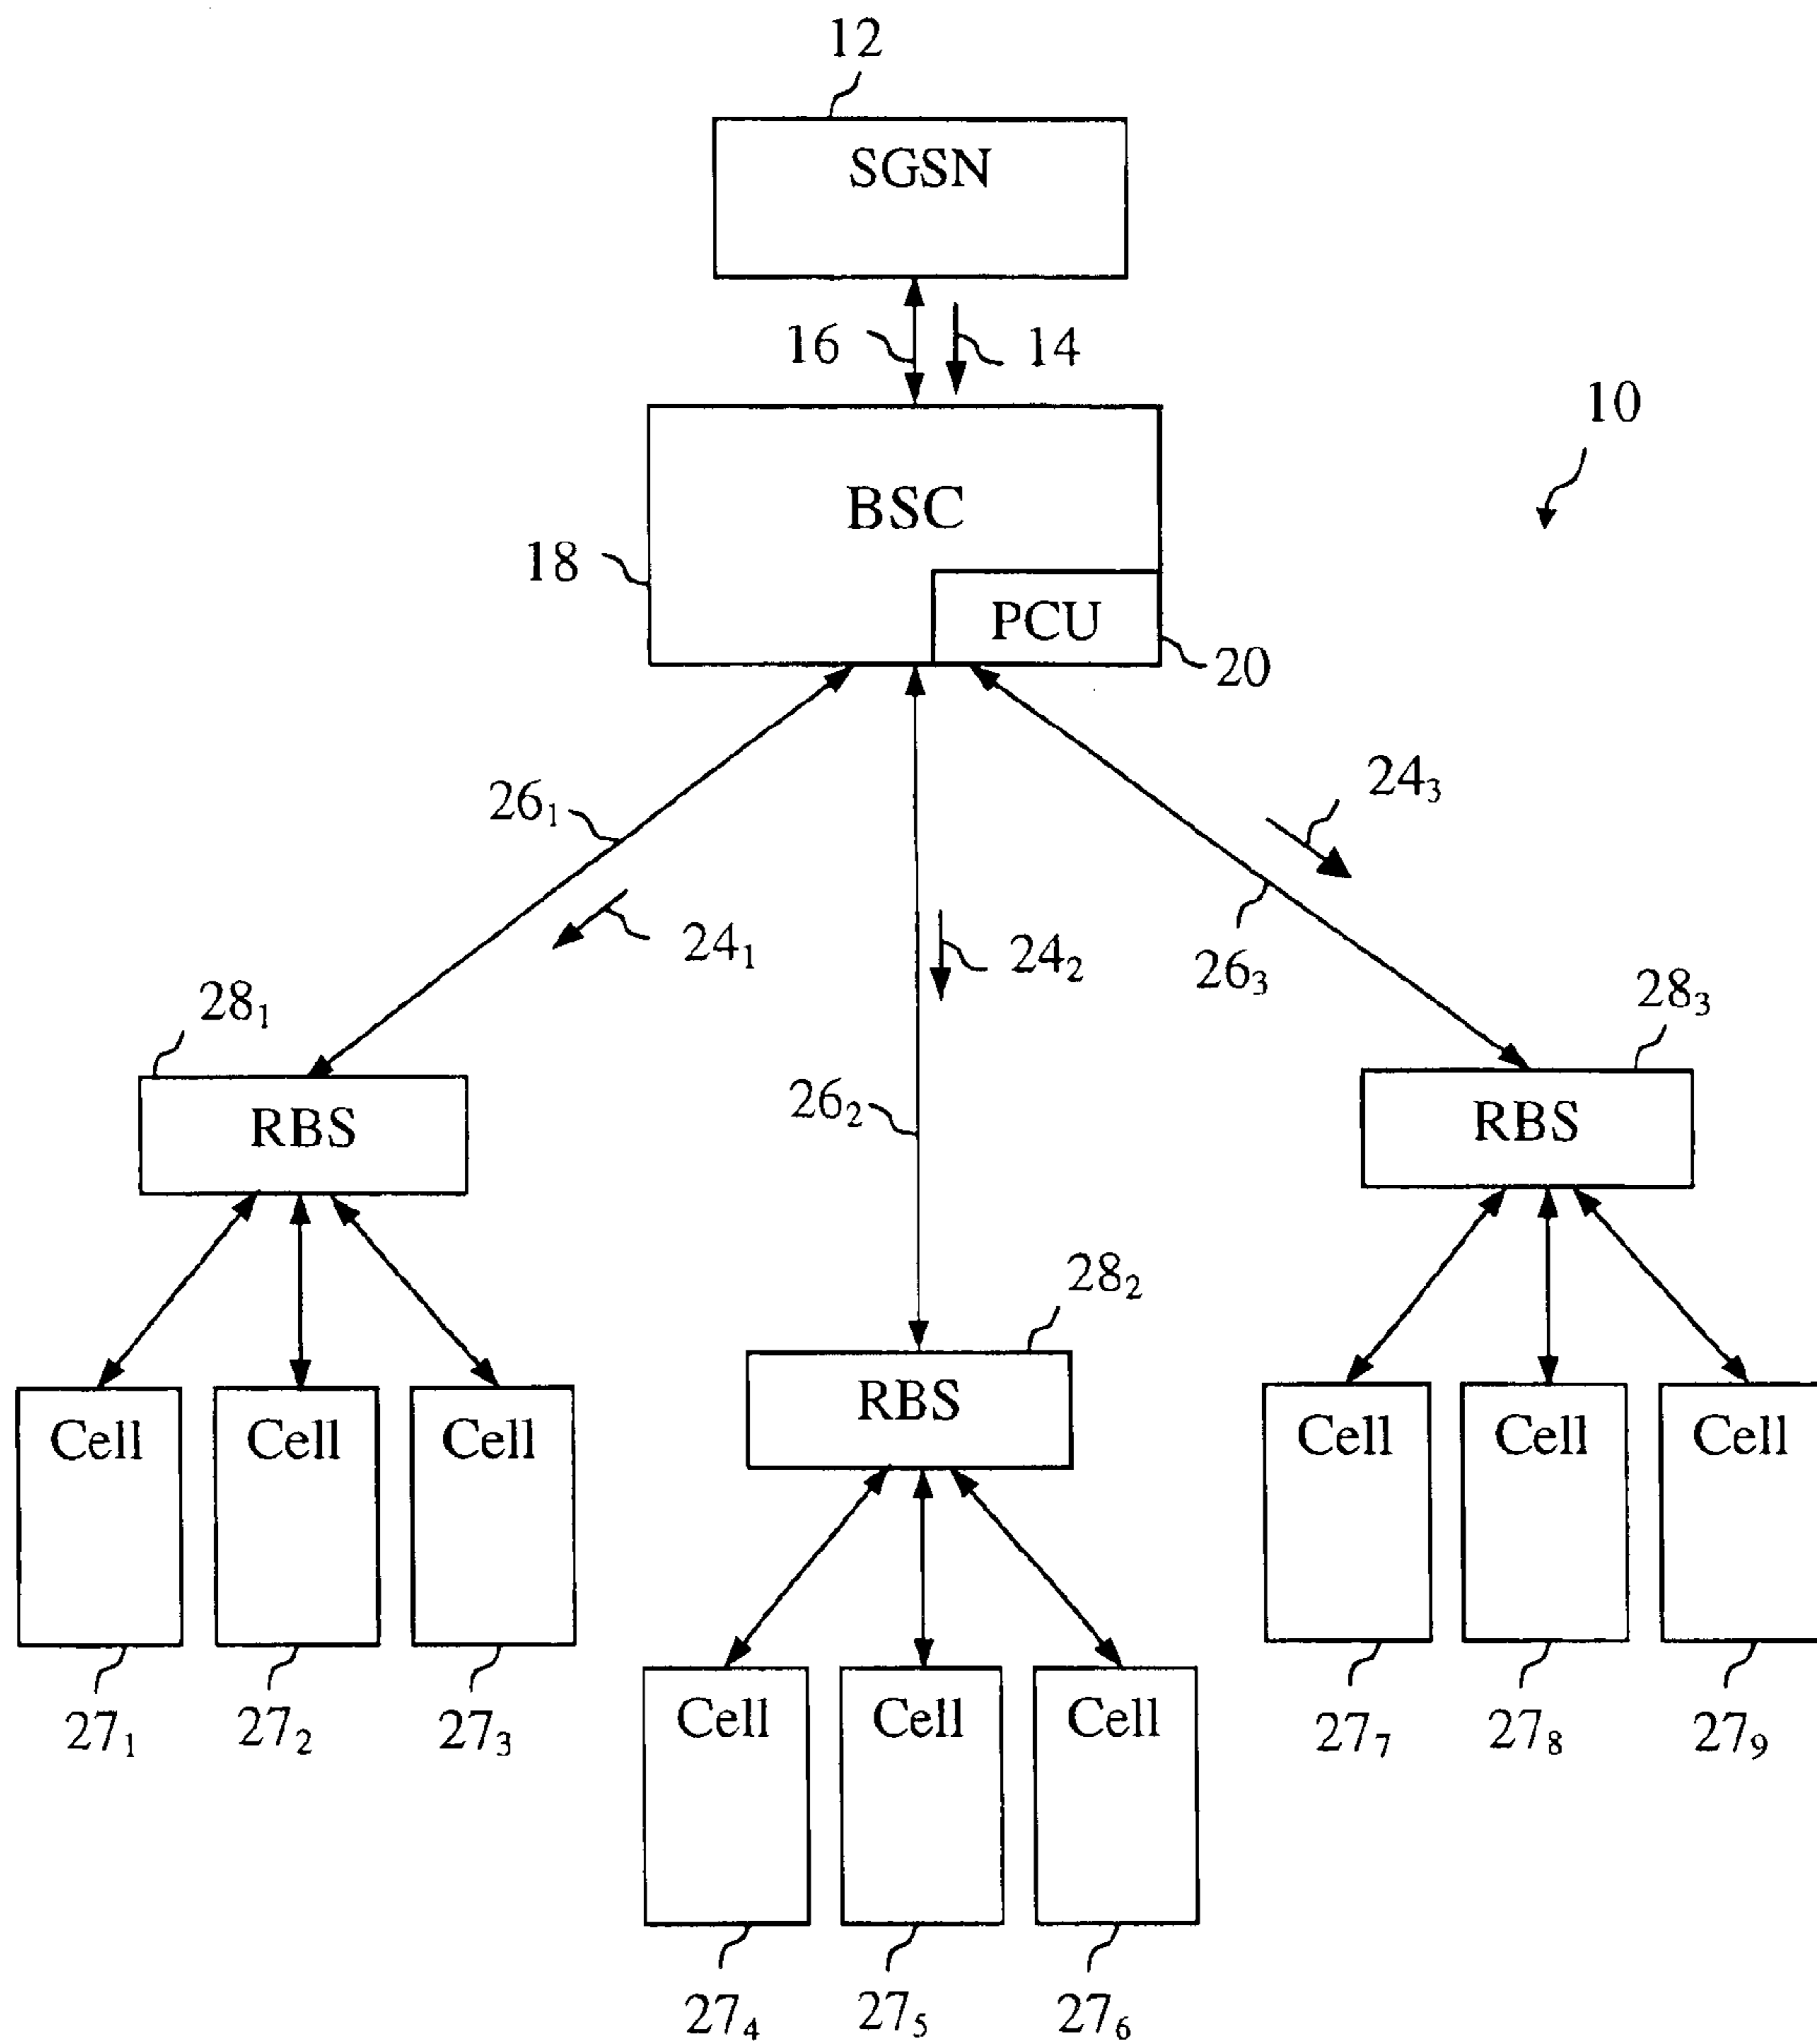 12
SGSN
16
14
10
BSC
18
PCU
20
24₃
26₁
24₁
24₂
26₃
28₁
28₃
RBS
26₂
RBS
28₂
RBS
Cell
Cell
Cell
Cell
Cell
Cell
27₁
27₂
27₃
Cell
Cell
Cell
27₇
27₈
27₉
27₄
27₅
27₆